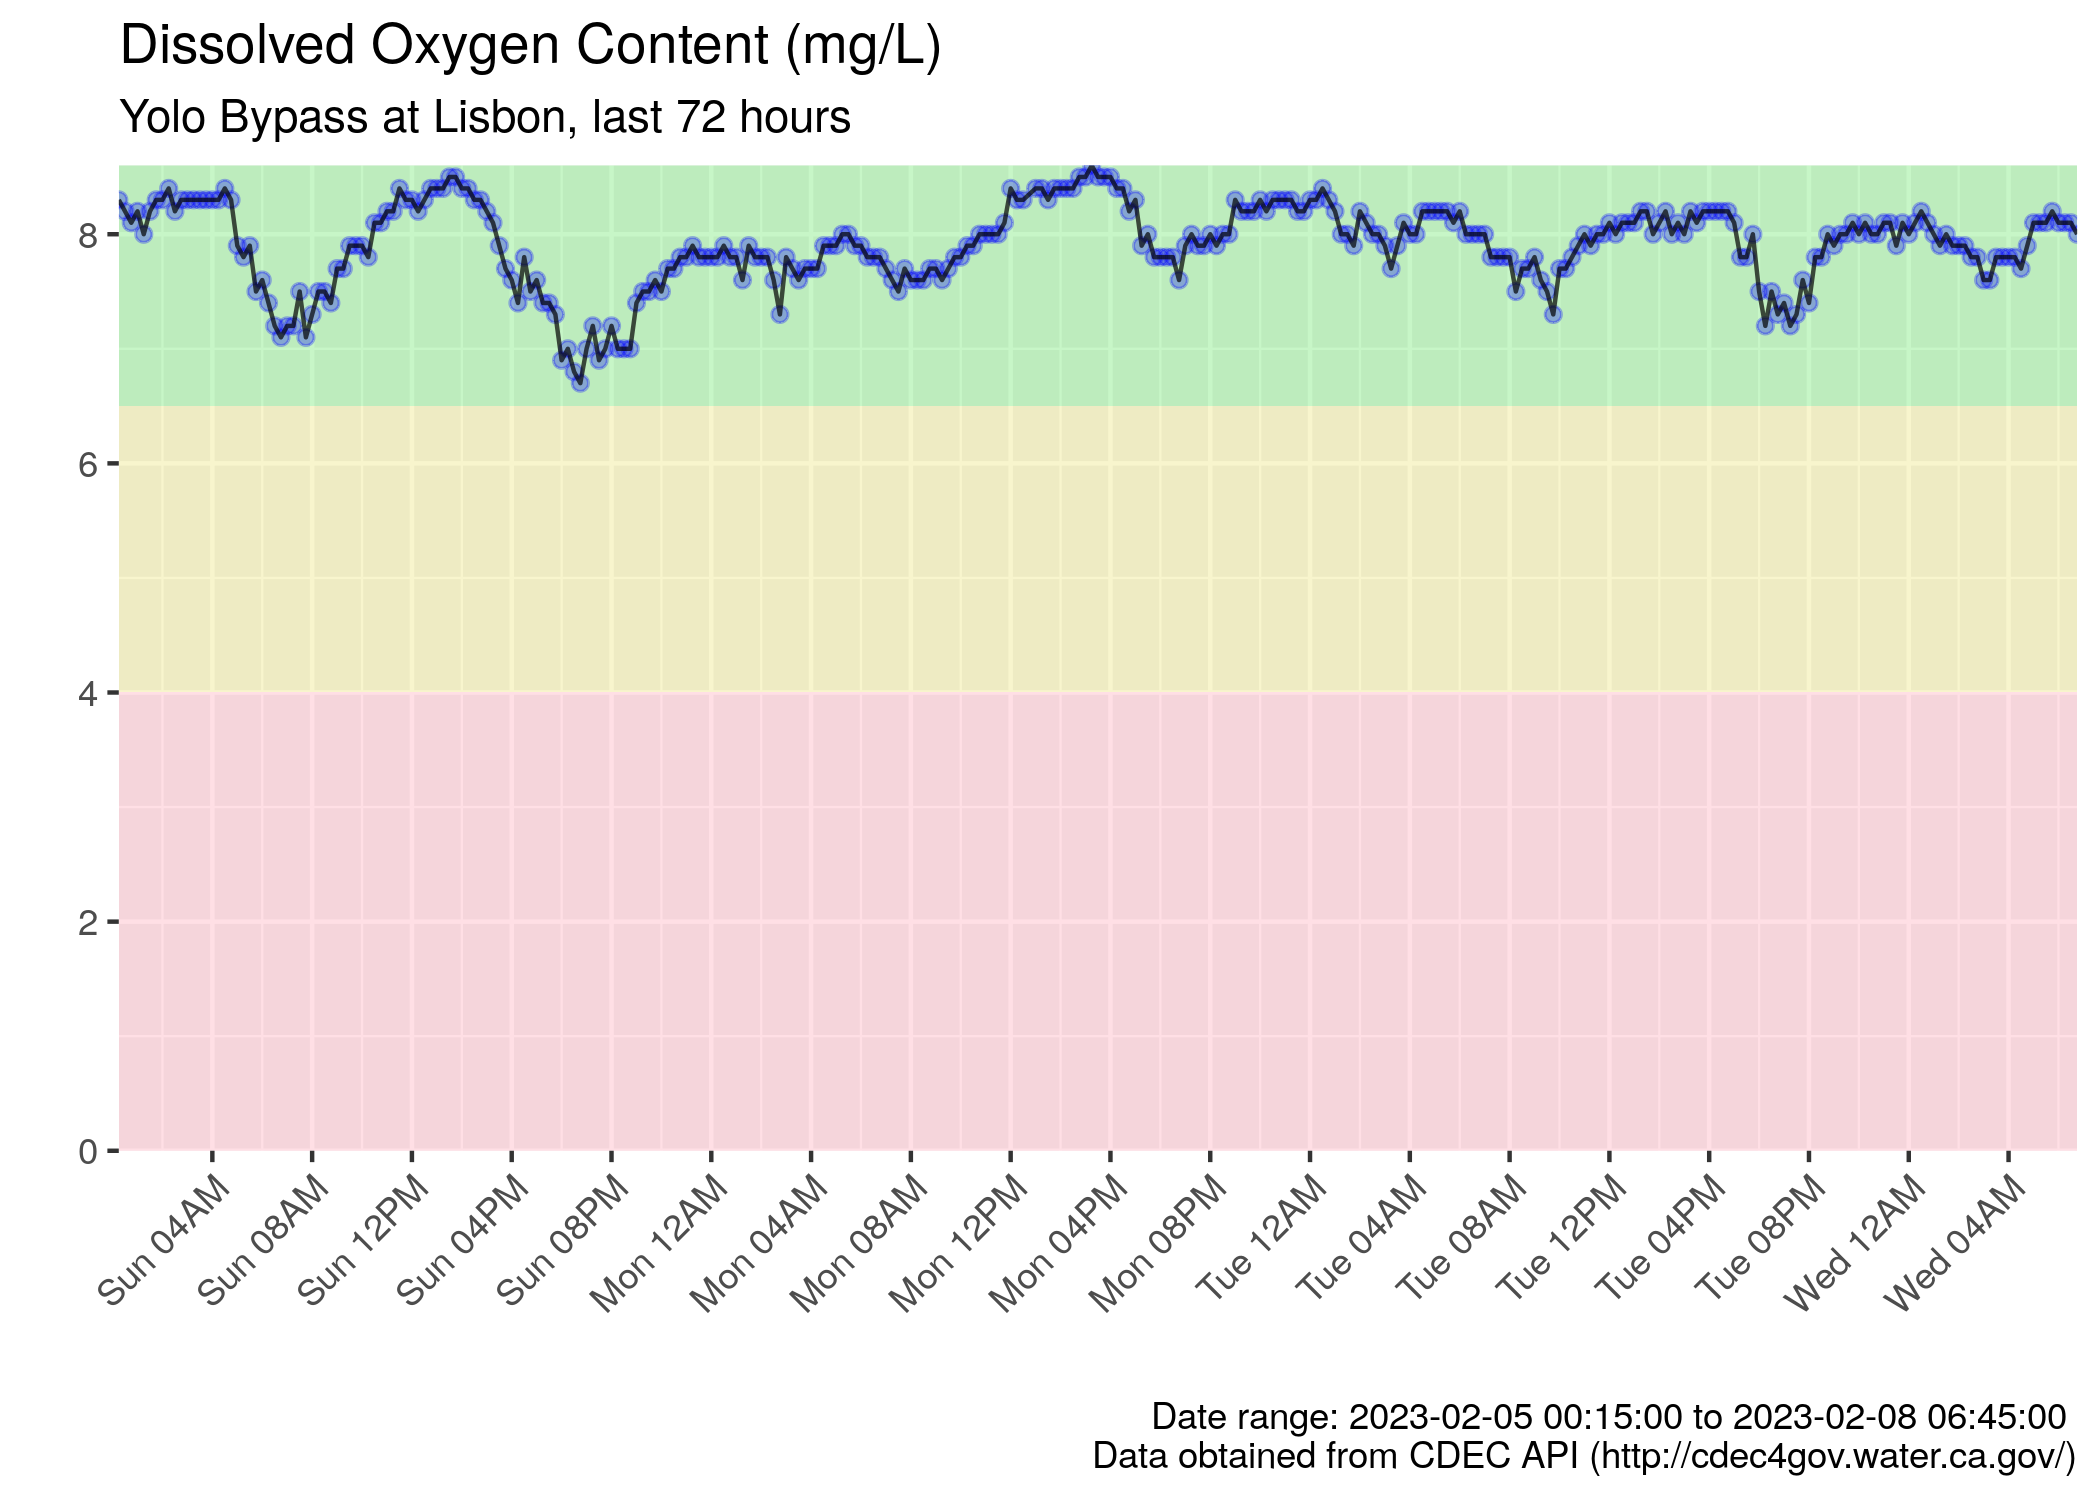 Dissolved Oxygen Content (mg/L)
Yolo Bypass at Lisbon, last 72 hours
8
6
4
2
0
Sun 04AM
Sun 08AM
Sun 12PM
Sun 04PM
Sun 08PM
Mon 12AM
Mon 04AM
Mon 08AM
Mon 12PM
Mon 04PM
Mon 08PM
Tue 12AM
Tue 04AM
Tue 08AM
Tue 12PM
Tue 04PM
Tue 08PM
Wed 12AM
Wed 04AM
Date range: 2023-02-05 00:15:00 to 2023-02-08 06:45:00
Data obtained from CDEC API (http://cdec4gov.water.ca.gov/)